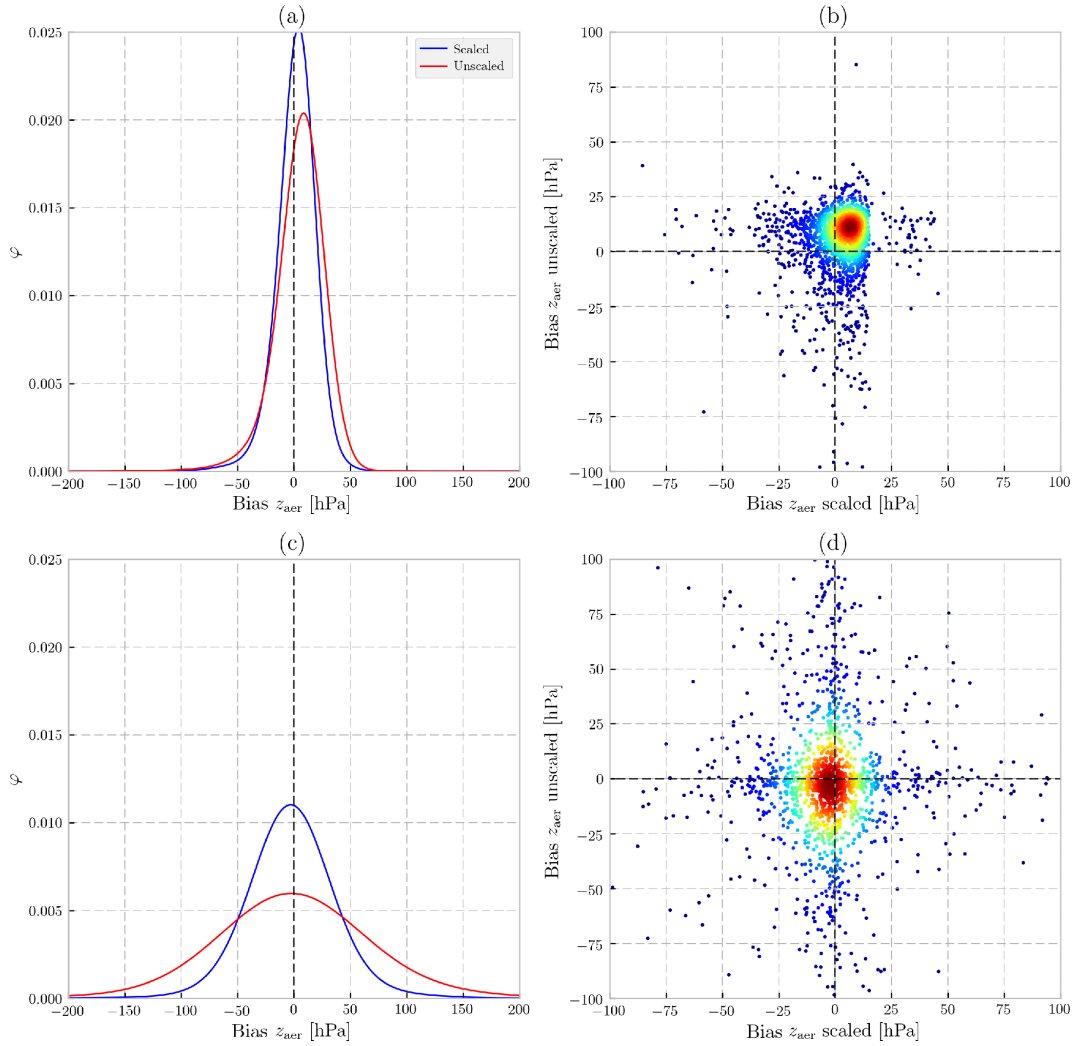 (a)
0.025
0.020
0.015
0.010
0.005
0.000
φ
Scaled
Unscaled
−200 −150 −100 −50 0 50 100 150 200
Bias z_aer [hPa]
(b)
100
75
50
25
0
−25
−50
−75
−100
Bias z_aer unscaled [hPa]
−100 −75 −50 −25 0 25 50 75 100
Bias z_aer scaled [hPa]
(c)
0.025
0.020
0.015
0.010
0.005
0.000
φ
−200 −150 −100 −50 0 50 100 150 200
Bias z_aer [hPa]
(d)
100
75
50
25
0
−25
−50
−75
−100
Bias z_aer unscaled [hPa]
−100 −75 −50 −25 0 25 50 75 100
Bias z_aer scaled [hPa]